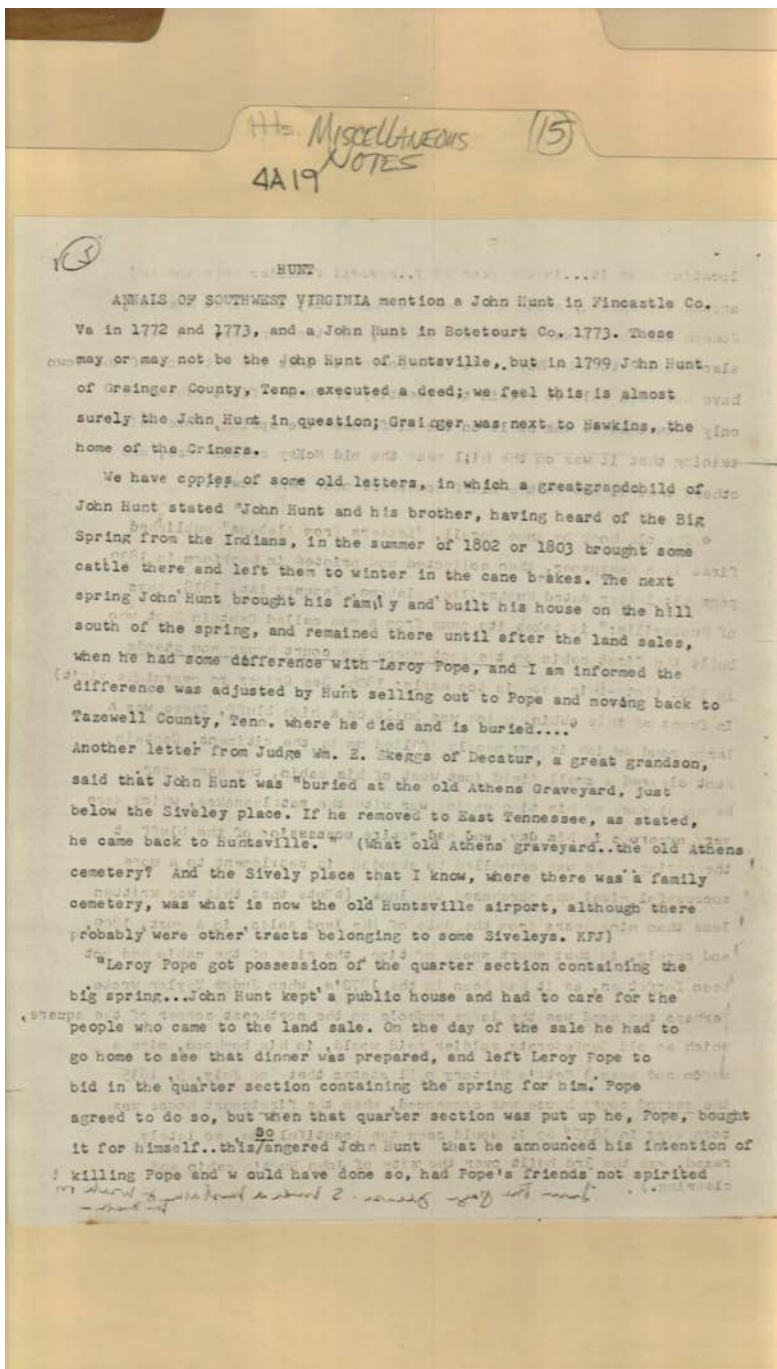 Hts. MISCELLANEOUS (15)
NOTES
4A19
HUNT
ANNALS OF SOUTHWEST VIRGINIA mention a John Hunt in Fincastle Co.
Va in 1772 and 1773, and a John Hunt in Botetourt Co. 1773. These
may or may not be the John Hunt of Huntsville, but in 1799 John Hunt
of Grainger County, Tenn. executed a deed; we feel this is almost
surely the John Hunt in question; Grainger was next to Hawkins, the
home of the Criners.
We have copies of some old letters, in which a greatgrandchild of
John Hunt stated "John Hunt and his brother, having heard of the Big
Spring from the Indians, in the summer of 1802 or 1803 brought some
cattle there and left them to winter in the cane brakes. The next
spring John Hunt brought his family and built his house on the hill
south of the spring, and remained there until after the land sales,
when he had some difference with Leroy Pope, and I am informed the
difference was adjusted by Hunt selling out to Pope and moving back to
Tazewell County, Tenn. where he died and is buried...."
Another letter from Judge Wm. E. Skeggs of Decatur, a great grandson,
said that John Hunt was "buried at the old Athens Graveyard, just
below the Siveley place. If he removed to East Tennessee, as stated,
he came back to Huntsville. " (What old Athens graveyard..the old Athens
cemetery? And the Sively place that I know, where there was a family
cemetery, was what is now the old Huntsville airport, although there
probably were other tracts belonging to some Siveleys. KPJ)
"Leroy Pope got possession of the quarter section containing the
big spring...John Hunt kept a public house and had to care for the
people who came to the land sale. On the day of the sale he had to
go home to see that dinner was prepared, and left Leroy Pope to
bid in the quarter section containing the spring for him. Pope
agreed to do so, but when that quarter section was put up he, Pope, bought
it for himself..this/so angered John Hunt that he announced his intention of
killing Pope and w ould have done so, had Pope's friends not spirited